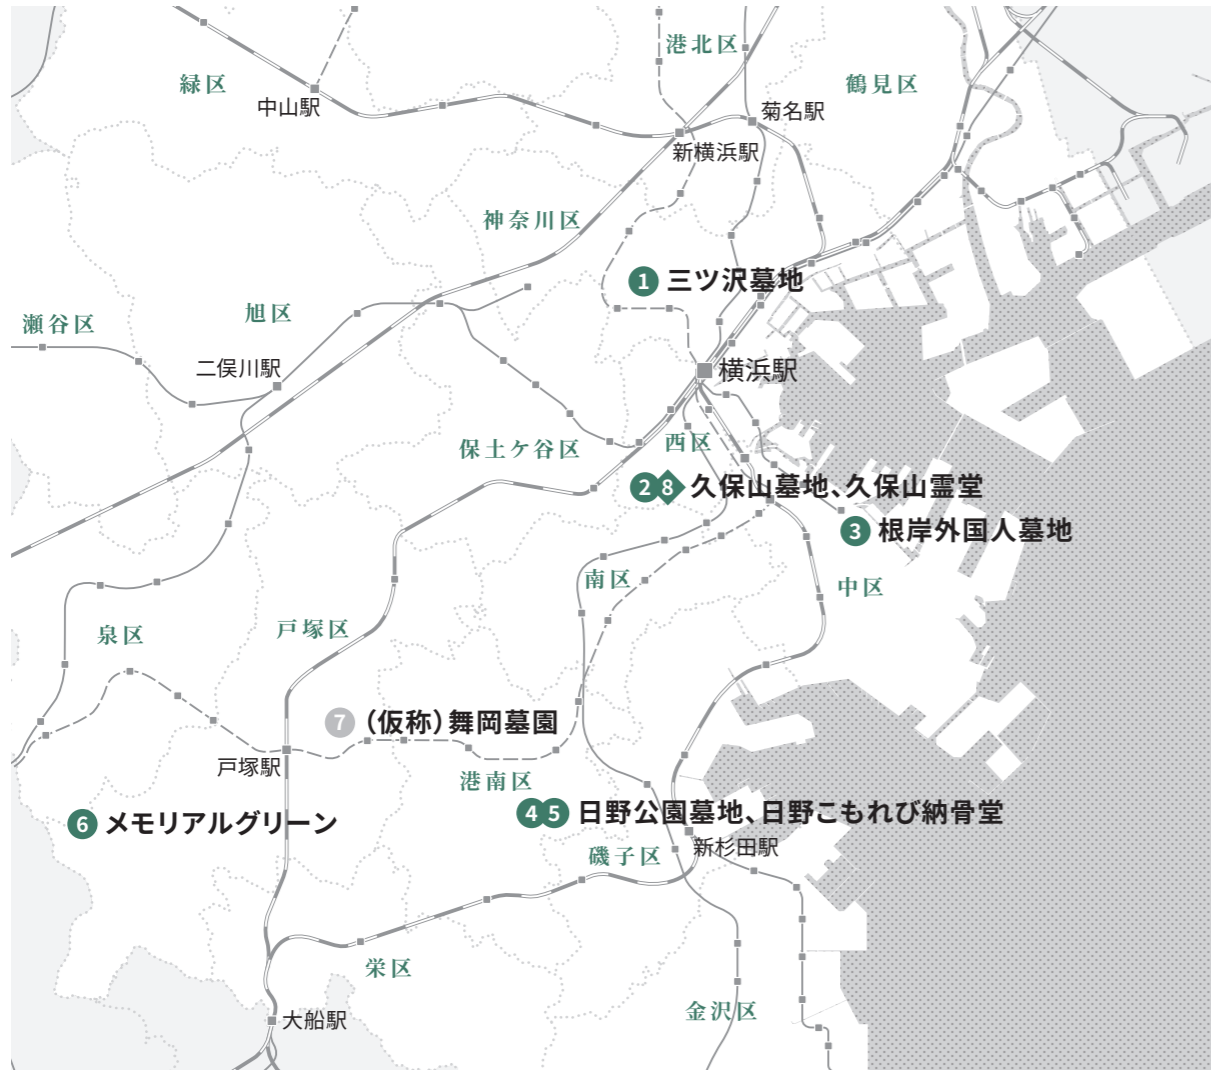 港北区
緑区
鶴見区
中山駅
菊名駅
新横浜駅
神奈川区
1 三ツ沢墓地
旭区
瀬谷区
二俣川駅
横浜駅
保土ケ谷区
西区
2 8 久保山墓地、久保山霊堂
3 根岸外国人墓地
南区
中区
泉区
戸塚区
7 （仮称）舞岡墓園
戸塚駅
港南区
6 メモリアルグリーン
4 5 日野公園墓地、日野こもれび納骨堂
新杉田駅
磯子区
栄区
金沢区
大船駅